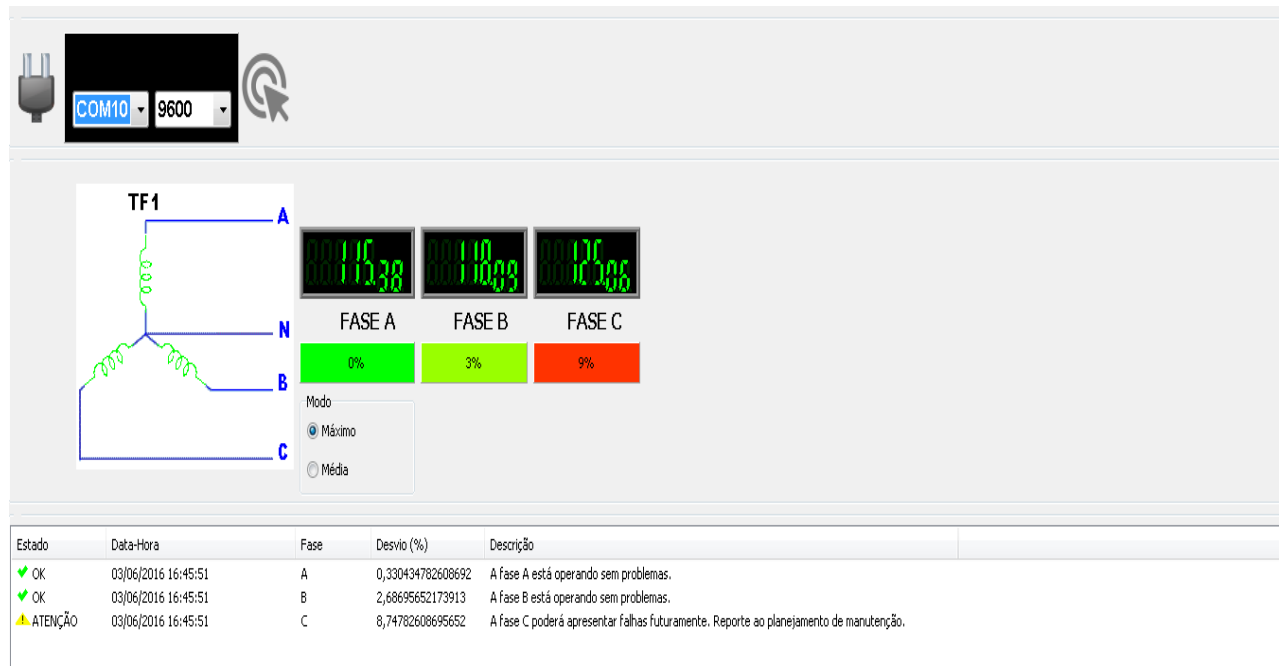 COM10 9600
TF1
A
N
B
C
115.38 118.09 125.06
FASE A FASE B FASE C
0% 3% 9%
Modo
Máximo
Média
Estado Data-Hora Fase Desvio (%) Descrição
OK 03/06/2016 16:45:51 A 0,330434782608692 A fase A está operando sem problemas.
OK 03/06/2016 16:45:51 B 2,68695652173913 A fase B está operando sem problemas.
ATENÇÃO 03/06/2016 16:45:51 C 8,74782608695652 A fase C poderá apresentar falhas futuramente. Reporte ao planejamento de manutenção.